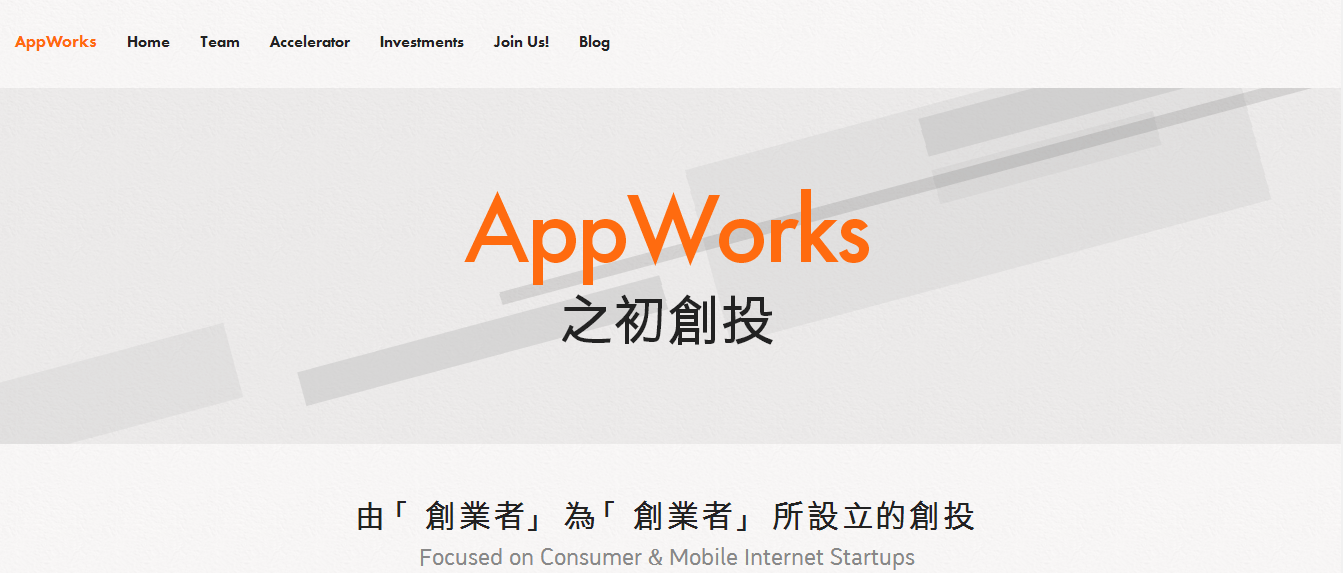 AppWorks Home Team Accelerator Investments Join Us! Blog
AppWorks
之初創投
由「創業者」為「創業者」所設立的創投
Focused on Consumer & Mobile Internet Startups